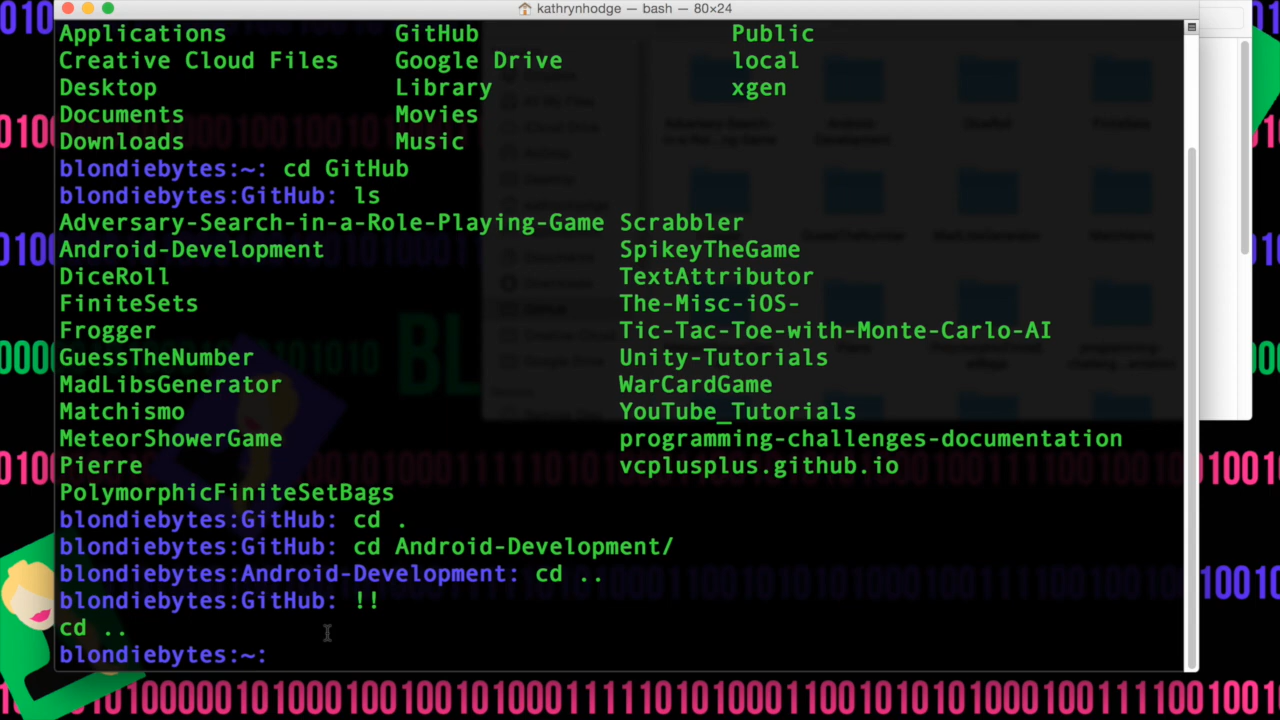 kathrynhodge — bash — 80×24
Applications GitHub Public
Creative Cloud Files Google Drive local
Desktop Library xgen
Documents Movies
Downloads Music
blondiebytes:~: cd GitHub
blondiebytes:GitHub: ls
Adversary-Search-in-a-Role-Playing-Game Scrabbler
Android-Development SpikeyTheGame
DiceRoll TextAttributor
FiniteSets The-Misc-iOS-
Frogger Tic-Tac-Toe-with-Monte-Carlo-AI
GuessTheNumber Unity-Tutorials
MadLibsGenerator WarCardGame
Matchismo YouTube_Tutorials
MeteorShowerGame programming-challenges-documentation
Pierre vcplusplus.github.io
PolymorphicFiniteSetBags
blondiebytes:GitHub: cd .
blondiebytes:GitHub: cd Android-Development/
blondiebytes:Android-Development: cd ..
blondiebytes:GitHub: !!
cd ..
blondiebytes:~: